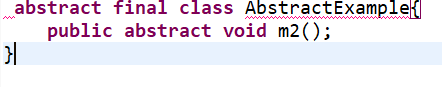 abstract final class AbstractExample{
public abstract void m2();
}